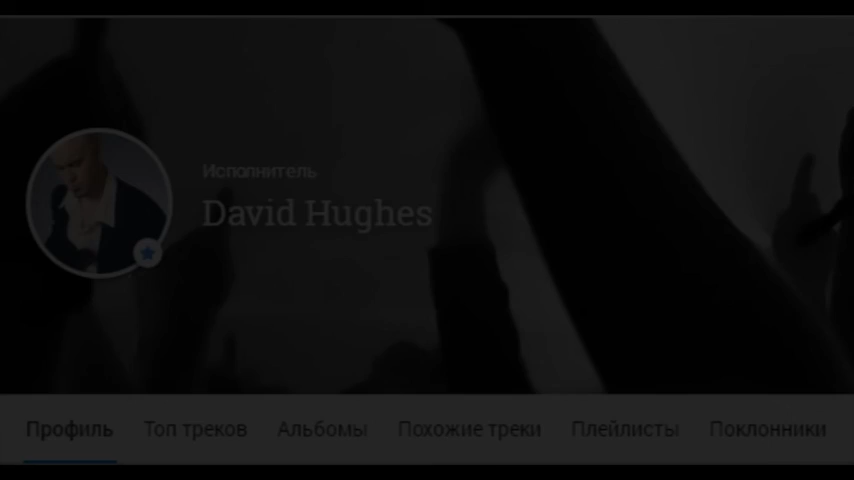 Исполнитель
David Hughes
Профиль Топ треков Альбомы Похожие треки Плейлисты Поклонники